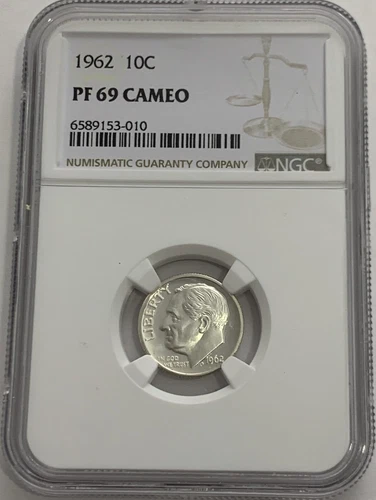 1962 10C
PF 69 CAMEO
6589153-010
NUMISMATIC GUARANTY COMPANY
NGC
LIBERTY
IN GOD
WE TRUST
1962